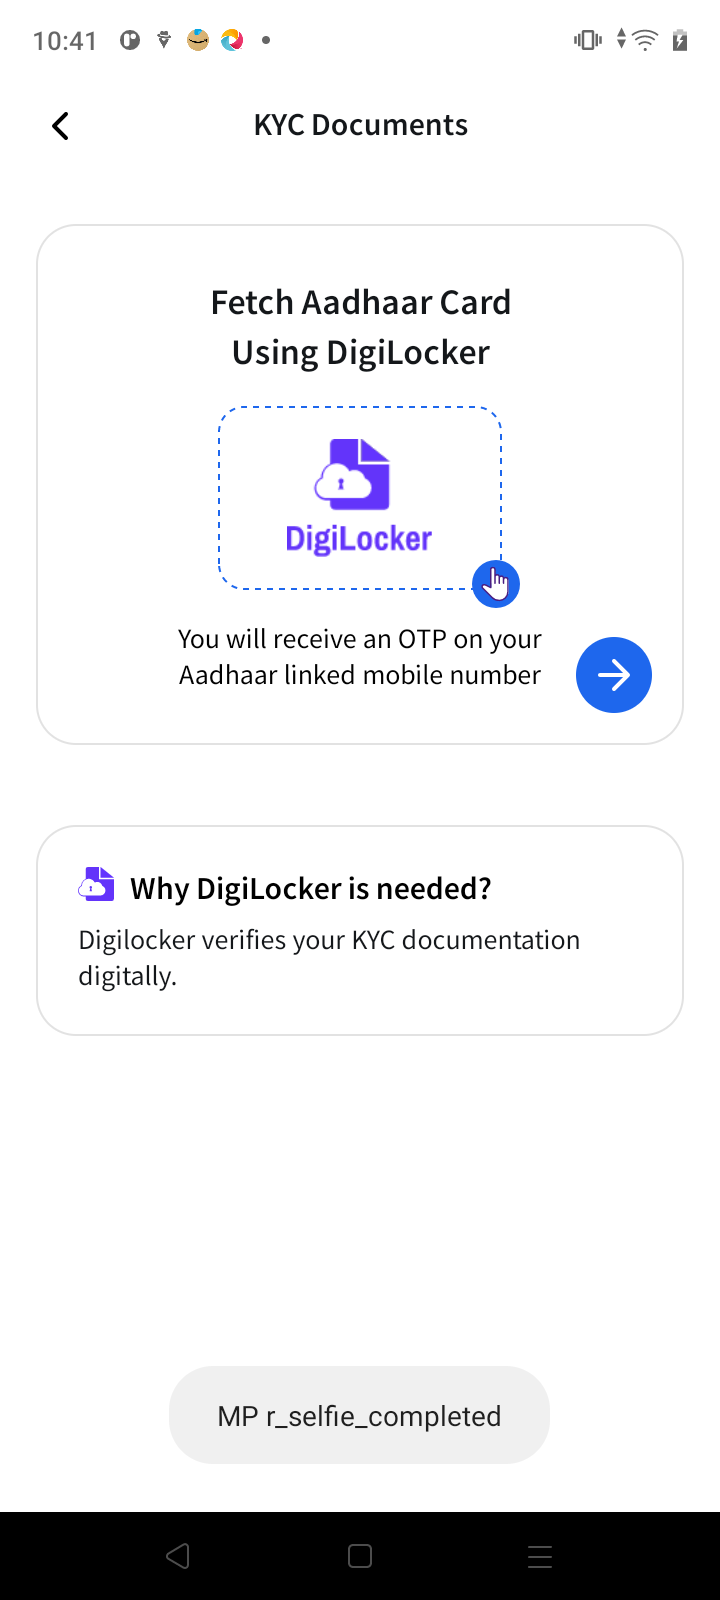 10:41
KYC Documents
Fetch Aadhaar Card
Using DigiLocker
DigiLocker
You will receive an OTP on your
Aadhaar linked mobile number
Why DigiLocker is needed?
Digilocker verifies your KYC documentation
digitally.
MP r_selfie_completed